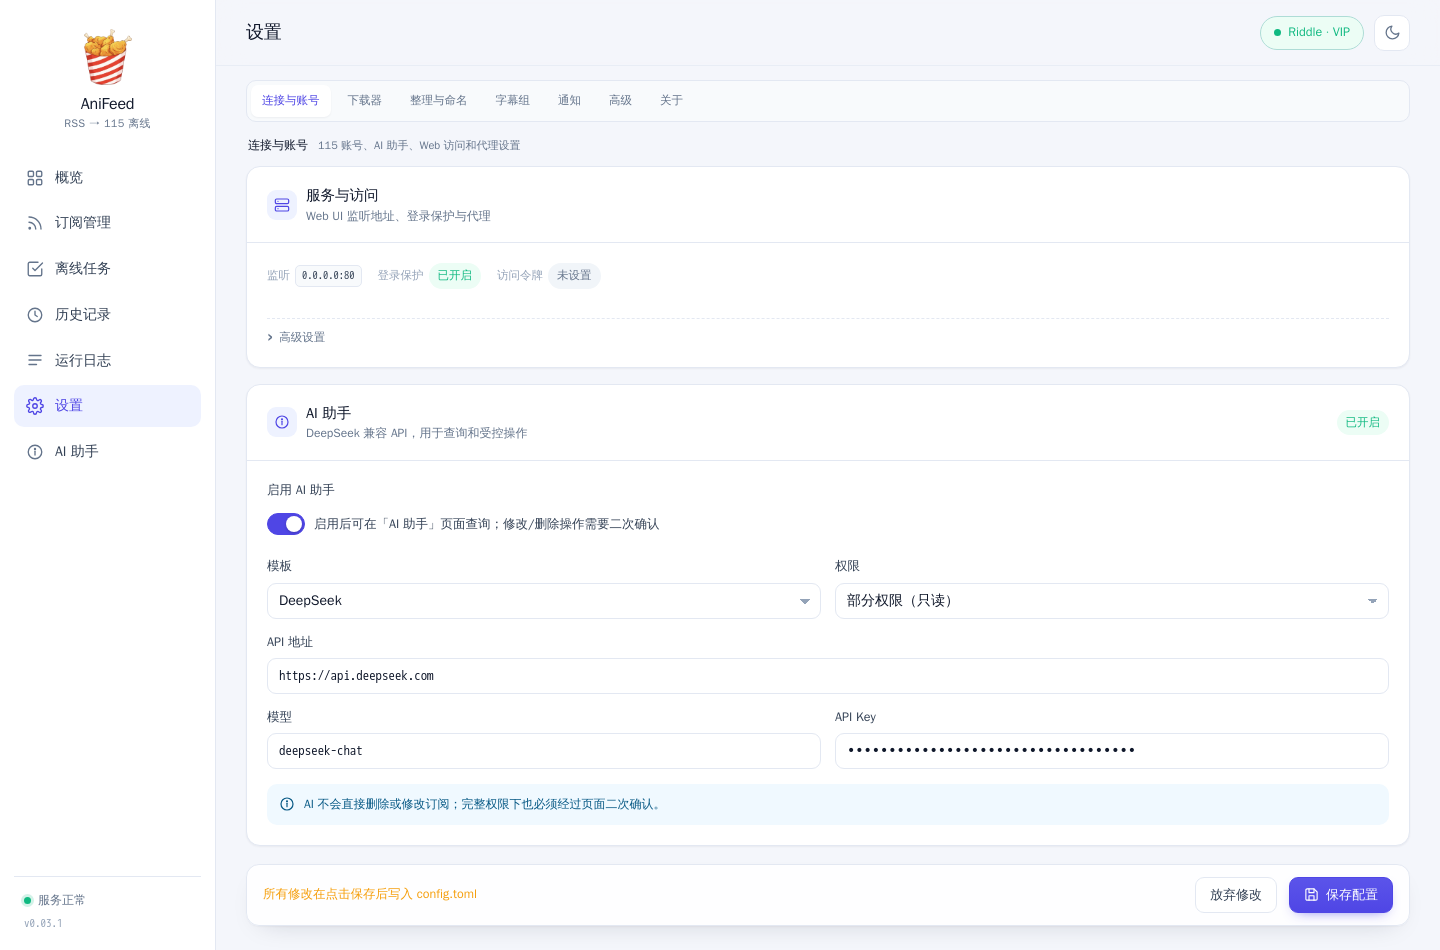 AniFeed
RSS → 115 离线
概览
订阅管理
离线任务
历史记录
运行日志
设置
AI 助手
服务正常
v0.03.1
设置
Riddle · VIP
连接与账号 下载器 整理与命名 字幕组 通知 高级 关于
连接与账号 115 账号、AI 助手、Web 访问和代理设置
服务与访问
Web UI 监听地址、登录保护与代理
监听 0.0.0.0:80 登录保护 已开启 访问令牌 未设置
高级设置
AI 助手
DeepSeek 兼容 API，用于查询和受控操作
已开启
启用 AI 助手
启用后可在「AI 助手」页面查询；修改/删除操作需要二次确认
模板 权限
DeepSeek 部分权限（只读）
API 地址
https://api.deepseek.com
模型 API Key
deepseek-chat ••••••••••••••••••••••••••••••••••• 
AI 不会直接删除或修改订阅；完整权限下也必须经过页面二次确认。
所有修改在点击保存后写入 config.toml
放弃修改 保存配置